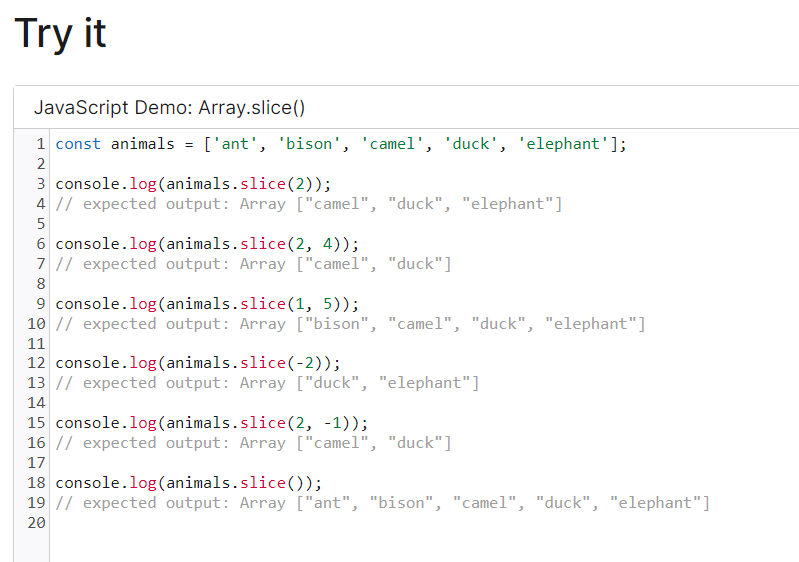 Try it
JavaScript Demo: Array.slice()
1 const animals = ['ant', 'bison', 'camel', 'duck', 'elephant'];
2
3 console.log(animals.slice(2));
4 // expected output: Array ["camel", "duck", "elephant"]
5
6 console.log(animals.slice(2, 4));
7 // expected output: Array ["camel", "duck"]
8
9 console.log(animals.slice(1, 5));
10 // expected output: Array ["bison", "camel", "duck", "elephant"]
11
12 console.log(animals.slice(-2));
13 // expected output: Array ["duck", "elephant"]
14
15 console.log(animals.slice(2, -1));
16 // expected output: Array ["camel", "duck"]
17
18 console.log(animals.slice());
19 // expected output: Array ["ant", "bison", "camel", "duck", "elephant"]
20